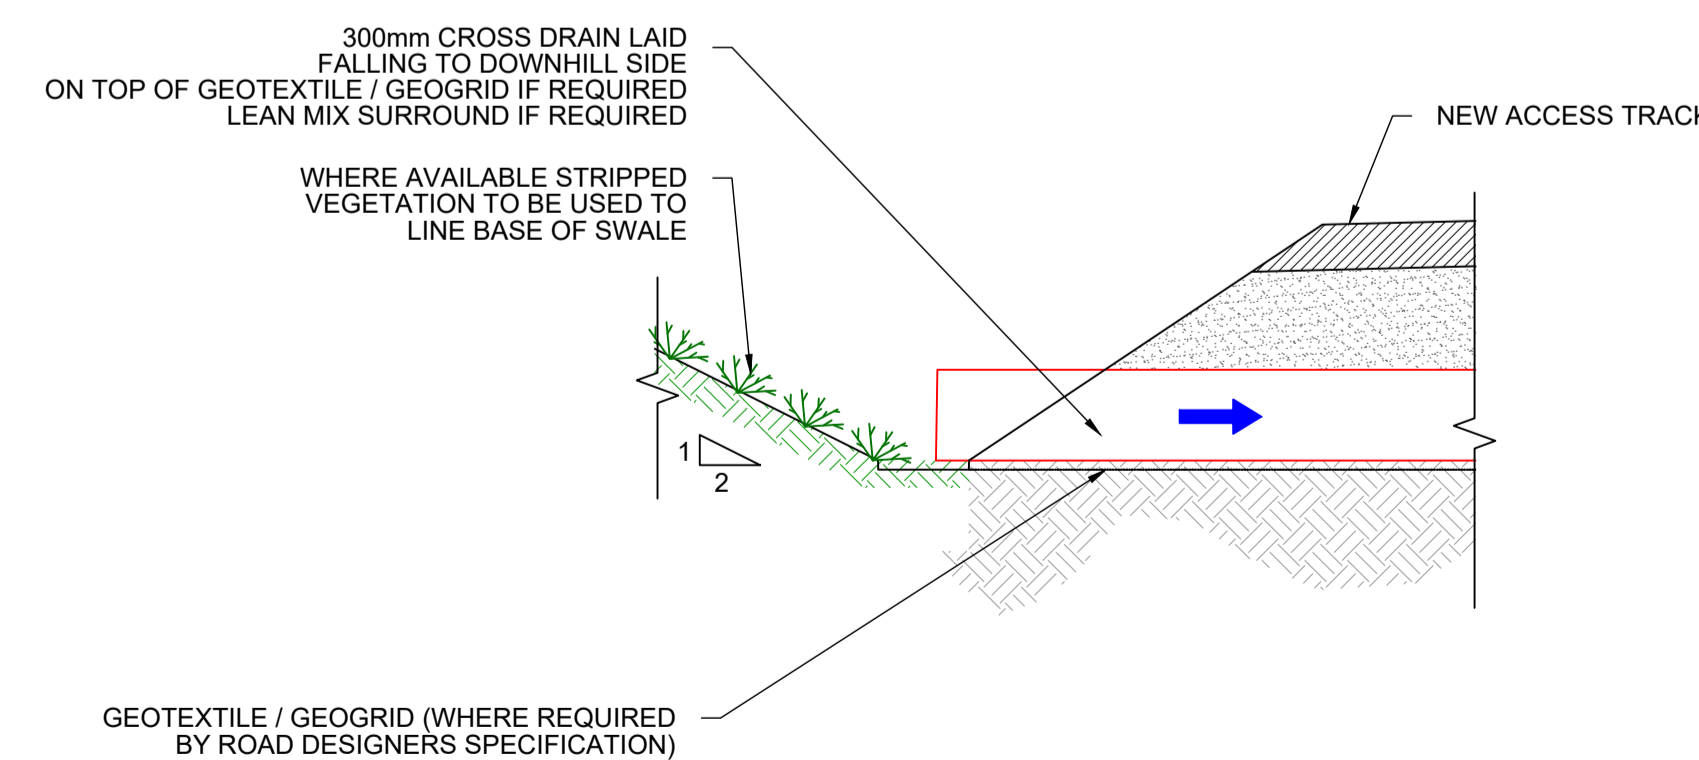 300mm CROSS DRAIN LAID
FALLING TO DOWNHILL SIDE
ON TOP OF GEOTEXTILE / GEOGRID IF REQUIRED
LEAN MIX SURROUND IF REQUIRED
NEW ACCESS TRACK
WHERE AVAILABLE STRIPPED
VEGETATION TO BE USED TO
LINE BASE OF SWALE
1
2
GEOTEXTILE / GEOGRID (WHERE REQUIRED
BY ROAD DESIGNERS SPECIFICATION)